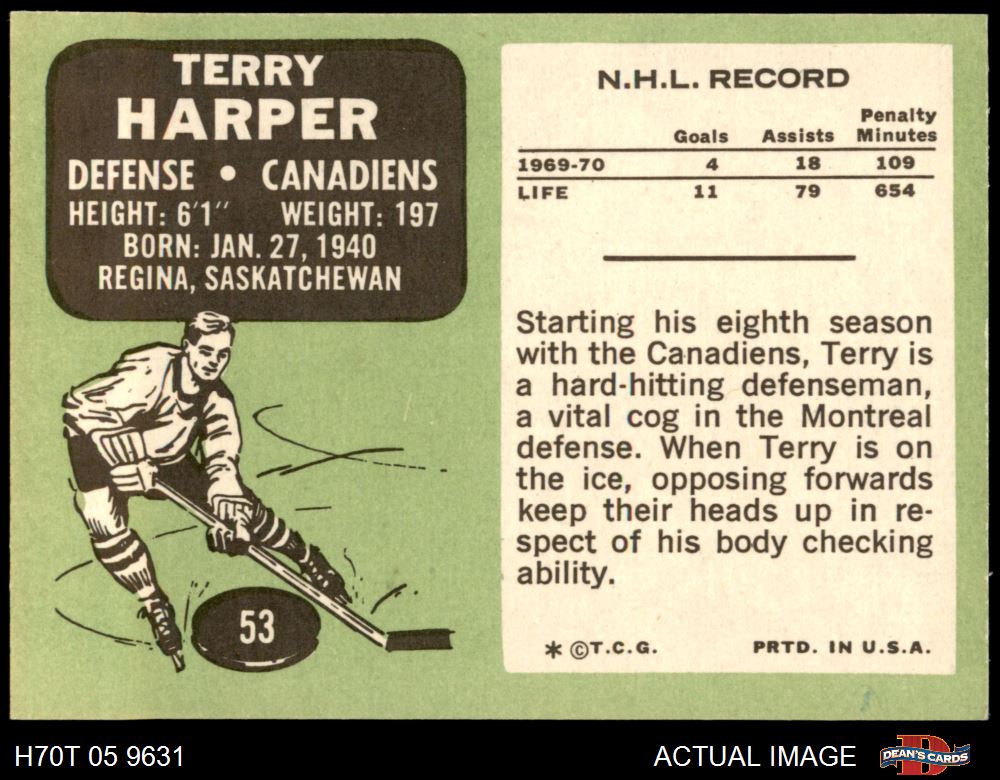 TERRY
HARPER
DEFENSE • CANADIENS
HEIGHT: 6'1" WEIGHT: 197
BORN: JAN. 27, 1940
REGINA, SASKATCHEWAN
53
N.H.L. RECORD
Goals Assists Penalty Minutes
1969-70 4 18 109
LIFE 11 79 654
Starting his eighth season
with the Canadiens, Terry is
a hard-hitting defenseman,
a vital cog in the Montreal
defense. When Terry is on
the ice, opposing forwards
keep their heads up in re-
spect of his body checking
ability.
* ©T.C.G. PRTD. IN U.S.A.
H70T 05 9631
ACTUAL IMAGE
DEAN'S CARDS